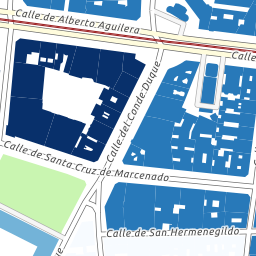 Calle de Alberto Aguilera
Calle
Calle del Conde Duque
Calle de Santa Cruz de Marcenado
Calle de San Hermenegildo